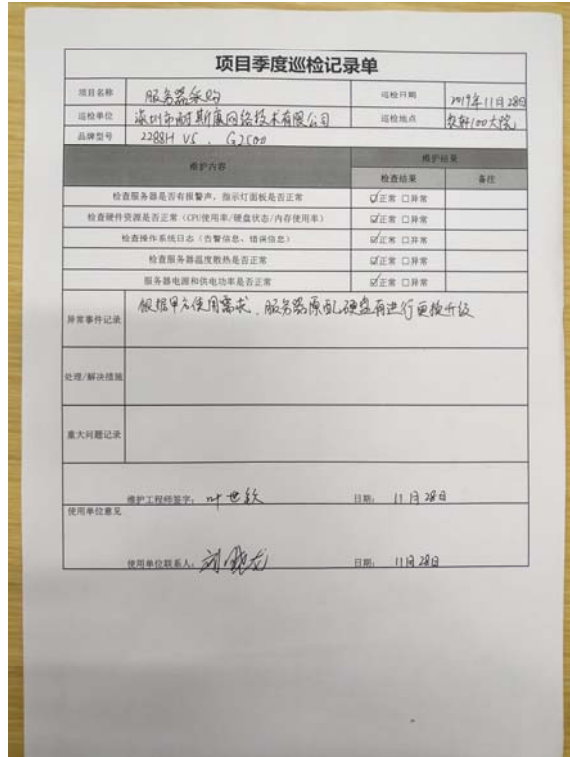 项目季度巡检记录单
项目名称 服务器采购 巡检日期 2019年11月28日
巡检单位 深圳市耐斯康网络技术有限公司 巡检地点 软100大院
品牌型号 2288H V5 、 G2500
维护内容 维护结果
检查结果 备注
检查服务器是否有报警声，指示灯面板是否正常 ☑正常 □异常
检查硬件资源是否正常（CPU使用率/硬盘状态/内存使用率） ☑正常 □异常
检查操作系统日志（告警信息、错误信息） ☑正常 □异常
检查服务器温度散热是否正常 ☑正常 □异常
服务器电源和供电功率是否正常 ☑正常 □异常
异常事件记录 根据甲方使用需求、服务器原配硬盘有进行更换升级
处理/解决措施
重大问题记录
维护工程师签字： 叶世 日期： 11月28日
使用单位意见
使用单位联系人： 刘 龙 日期： 11月28日